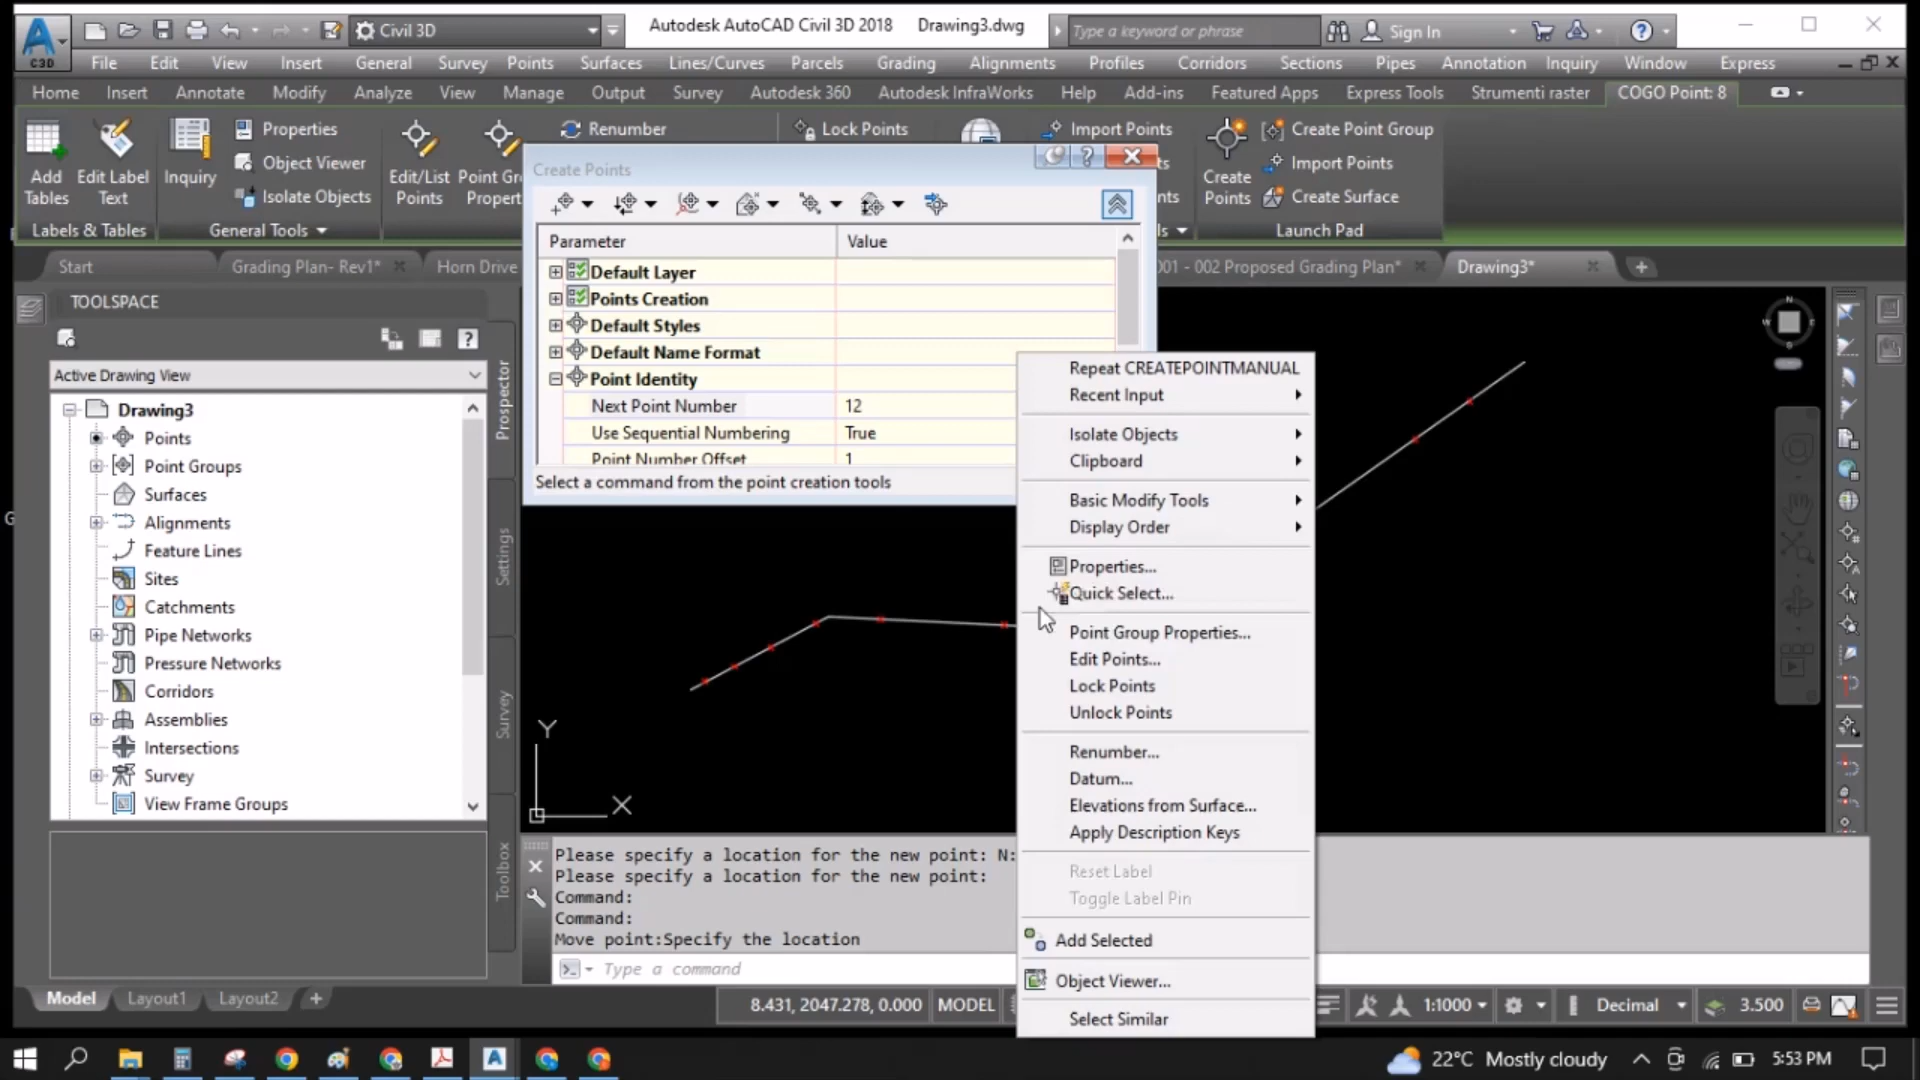 Civil 3D
Autodesk AutoCAD Civil 3D 2018 Drawing3.dwg
Type a keyword or phrase
Sign In
C3D
File Edit View Insert General Survey Points Surfaces Lines/Curves Parcels Grading Alignments Profiles Corridors Sections Pipes Annotation Inquiry Window Express
Home Insert Annotate Modify Analyze View Manage Output Survey Autodesk 360 Autodesk InfraWorks Help Add-ins Featured Apps Express Tools Strumenti raster COGO Point: 8
Properties
Renumber
Lock Points
Import Points
Create Point Group
Object Viewer
Import Points
Add Tables
Edit Label Text
Inquiry
Isolate Objects
Edit/List Points
Create Points
Create Surface
Labels & Tables
General Tools
Launch Pad
Start
Grading Plan- Rev1*
Horn Drive
001 - 002 Proposed Grading Plan*
Drawing3*
Create Points
Parameter Value
Default Layer
Points Creation
Default Styles
Default Name Format
Point Identity
Next Point Number 12
Use Sequential Numbering True
Point Number Offset 1
Select a command from the point creation tools
TOOLSPACE
Active Drawing View
Drawing3
Points
Point Groups
Surfaces
Alignments
Feature Lines
Sites
Catchments
Pipe Networks
Pressure Networks
Corridors
Assemblies
Intersections
Survey
View Frame Groups
Prospector
Settings
Survey
Toolbox
Repeat CREATEPOINTMANUAL
Recent Input
Isolate Objects
Clipboard
Basic Modify Tools
Display Order
Properties...
Quick Select...
Point Group Properties...
Edit Points...
Lock Points
Unlock Points
Renumber...
Datum...
Elevations from Surface...
Apply Description Keys
Reset Label
Toggle Label Pin
Add Selected
Object Viewer...
Select Similar
Y
X
N
Please specify a location for the new point: N:
Please specify a location for the new point:
Command:
Command:
Move point:Specify the location
Type a command
Model Layout1 Layout2 +
8.431, 2047.278, 0.000 MODEL
1:1000
Decimal
3.500
22°C Mostly cloudy
5:53 PM